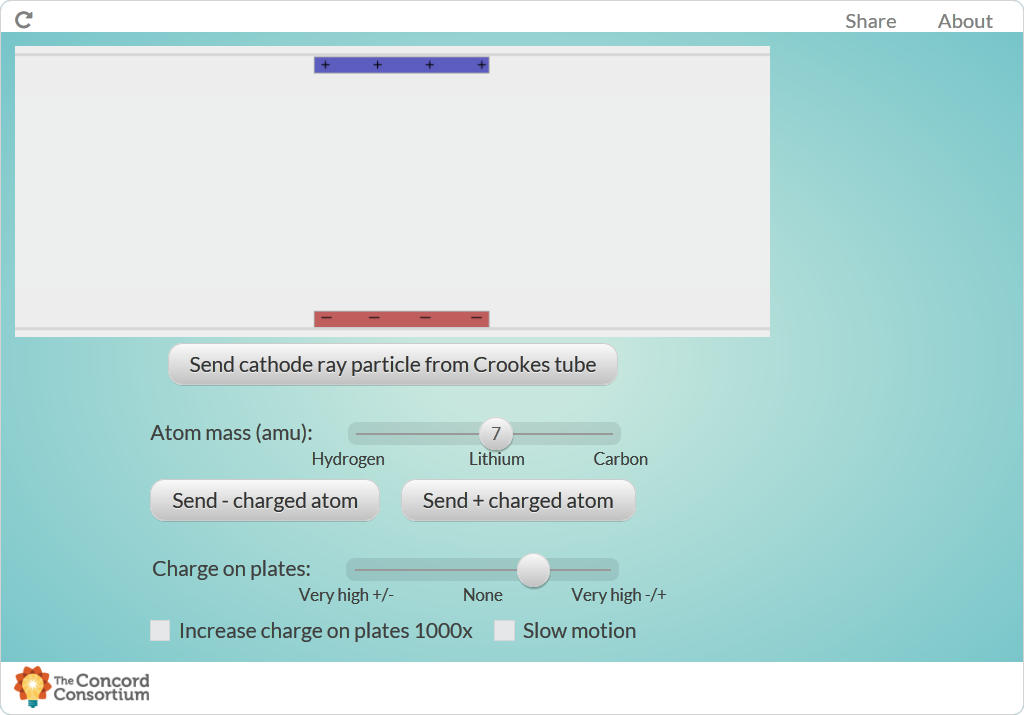 Share About
+ + + +
− − − −
Send cathode ray particle from Crookes tube
Atom mass (amu): 7
Hydrogen Lithium Carbon
Send - charged atom Send + charged atom
Charge on plates:
Very high +/- None Very high -/+
Increase charge on plates 1000x Slow motion
The Concord
Consortium